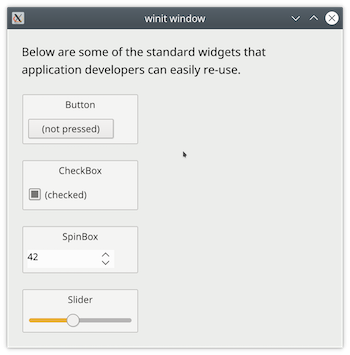 winit window
Below are some of the standard widgets that
application developers can easily re-use.
Button
(not pressed)
CheckBox
(checked)
SpinBox
42
Slider